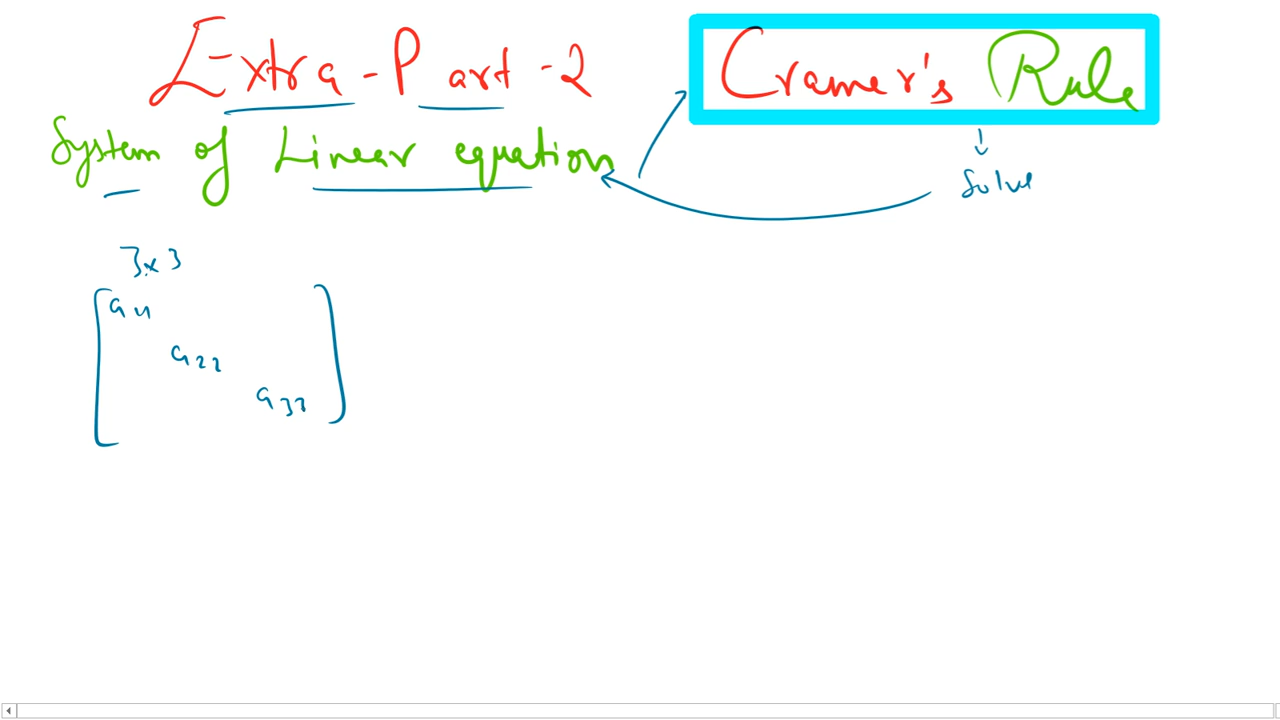 Extra - Part - 2
Cramer's Rule
System of Linear equation
Solve
3x3
a11
a22
a33